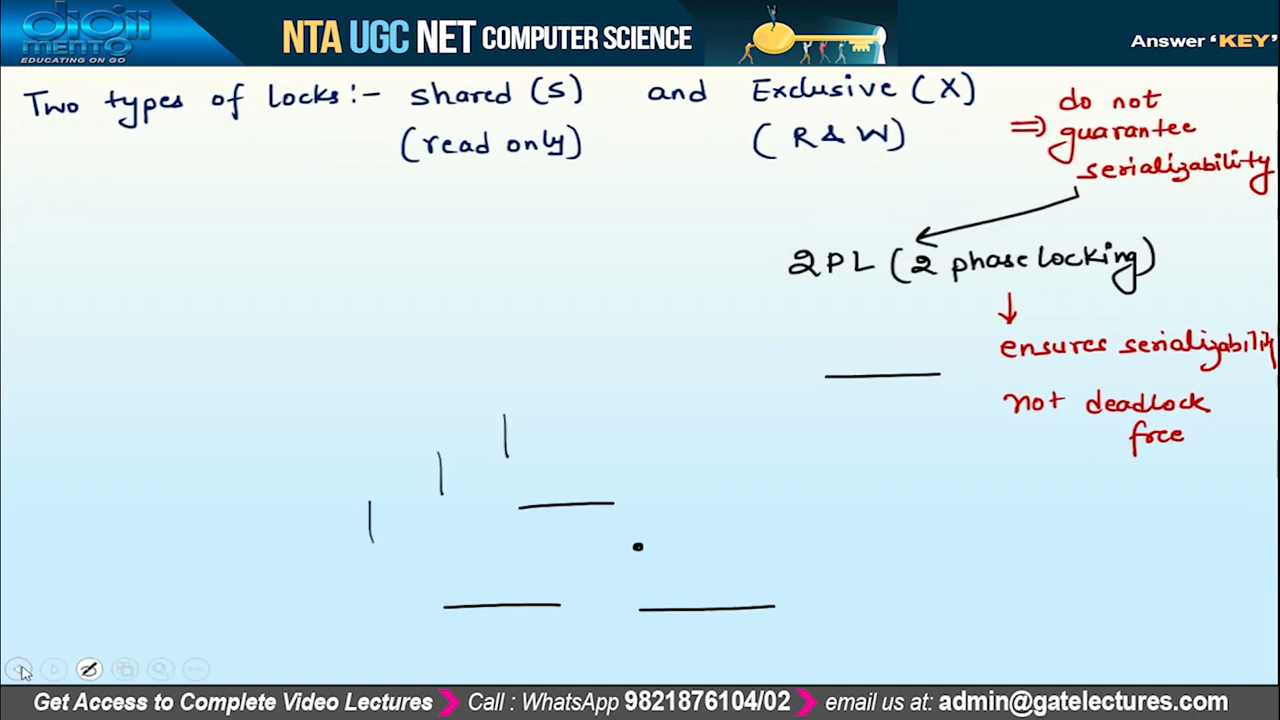 DIGII
MENTO
EDUCATING ON GO
NTA UGC NET COMPUTER SCIENCE
Answer ‘KEY’
Two types of locks:- Shared (S) and Exclusive (X)
(read only) (R & W)
⇒ do not
guarantee
serializability
2PL (2 phase locking)
↓
ensures serializability
not deadlock
free
Get Access to Complete Video Lectures Call : WhatsApp 9821876104/02 email us at: admin@gatelectures.com